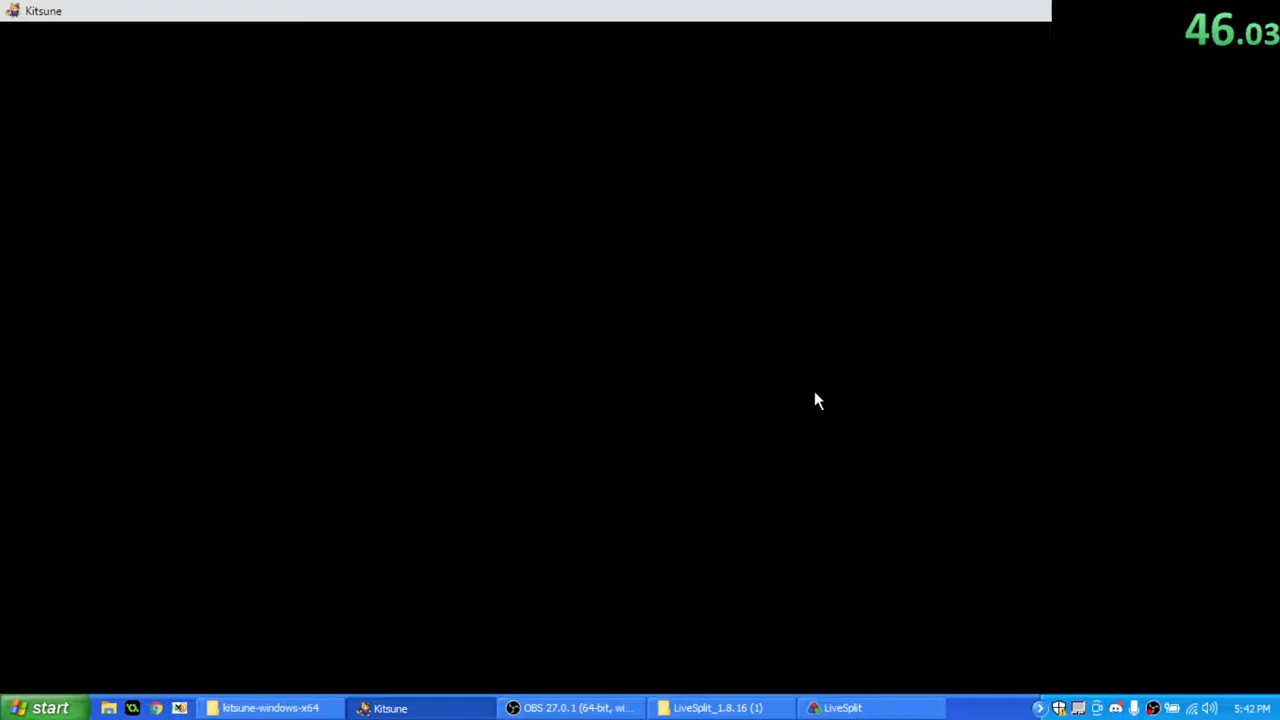 Kitsune
46.03
start
kitsune-windows-x64
Kitsune
OBS 27.0.1 (64-bit, wi...
LiveSplit_1.8.16 (1)
LiveSplit
5:42 PM